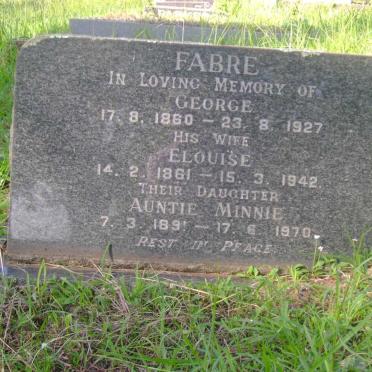 FABRE
IN LOVING MEMORY OF
GEORGE
17. 8. 1860 – 23. 8. 1927
HIS WIFE
ELOUISE
14. 2. 1861 – 15. 3. 1942
THEIR DAUGHTER
AUNTIE MINNIE
7. 3. 1891 – 17. 6. 1970
REST IN PEACE